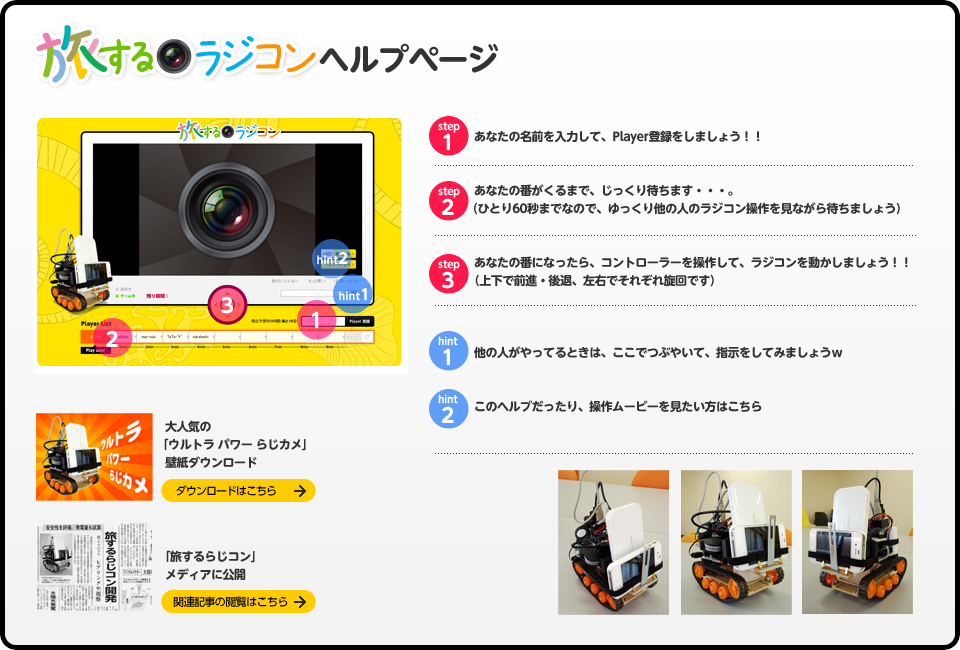 旅するラジコンヘルプページ
旅するラジコン
hint2
hint1
3
1
Player 登録
Player List
2
step
1
あなたの名前を入力して、Player登録をしましょう！！
step
2
あなたの番がくるまで、じっくり待ちます・・・。
（ひとり60秒までなので、ゆっくり他の人のラジコン操作を見ながら待ちましょう）
step
3
あなたの番になったら、コントローラーを操作して、ラジコンを動かしましょう！！
（上下で前進・後退、左右でそれぞれ旋回です）
hint
1
他の人がやってるときは、ここでつぶやいて、指示をしてみましょうｗ
hint
2
このヘルプだったり、操作ムービーを見たい方はこちら
ウルトラ
パワー
らじカメ
大人気の
「ウルトラ パワー らじカメ」
壁紙ダウンロード
ダウンロードはこちら
安全性を評価／発電量も試算
旅するらじコン開発
「旅するらじコン」
メディアに公開
関連記事の閲覧はこちら